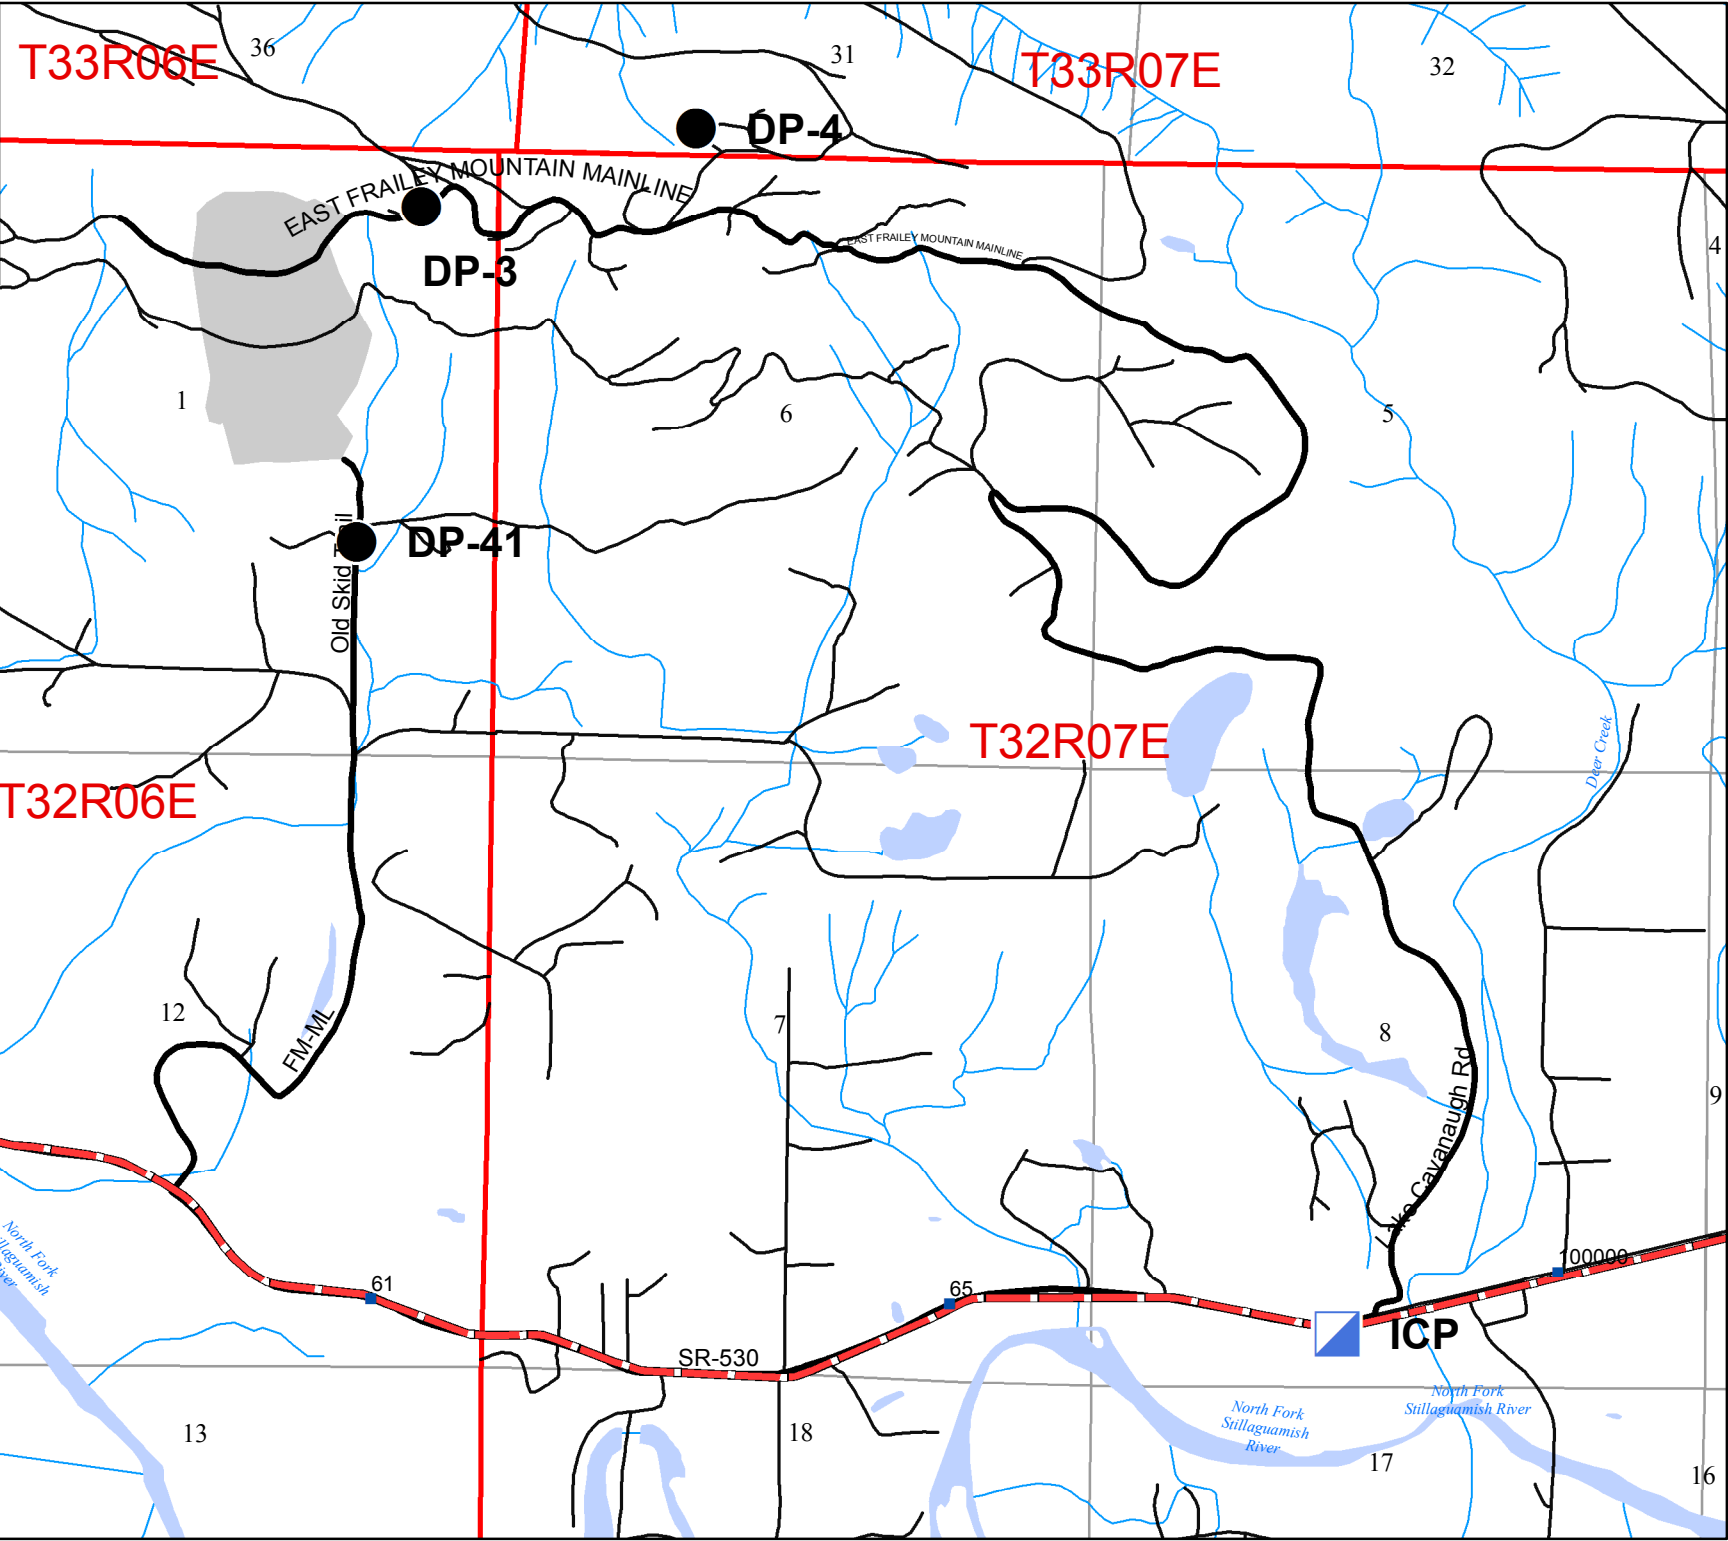 36
31
T33R06E
T33R07E
32
DP-4
EAST FRAILEY MOUNTAIN MAINLINE
EAST FRAILEY MOUNTAIN MAINLINE
4
DP-3
1
6
5
DP-41
Old Skid Trail
T32R07E
Deer Creek
T32R06E
12
FM-ML
7
8
Lake Cavanaugh Rd
9
North Fork
Stillaguamish
River
100000
61
65
ICP
SR-530
North Fork
Stillaguamish River
North Fork
Stillaguamish
River
13
18
17
16